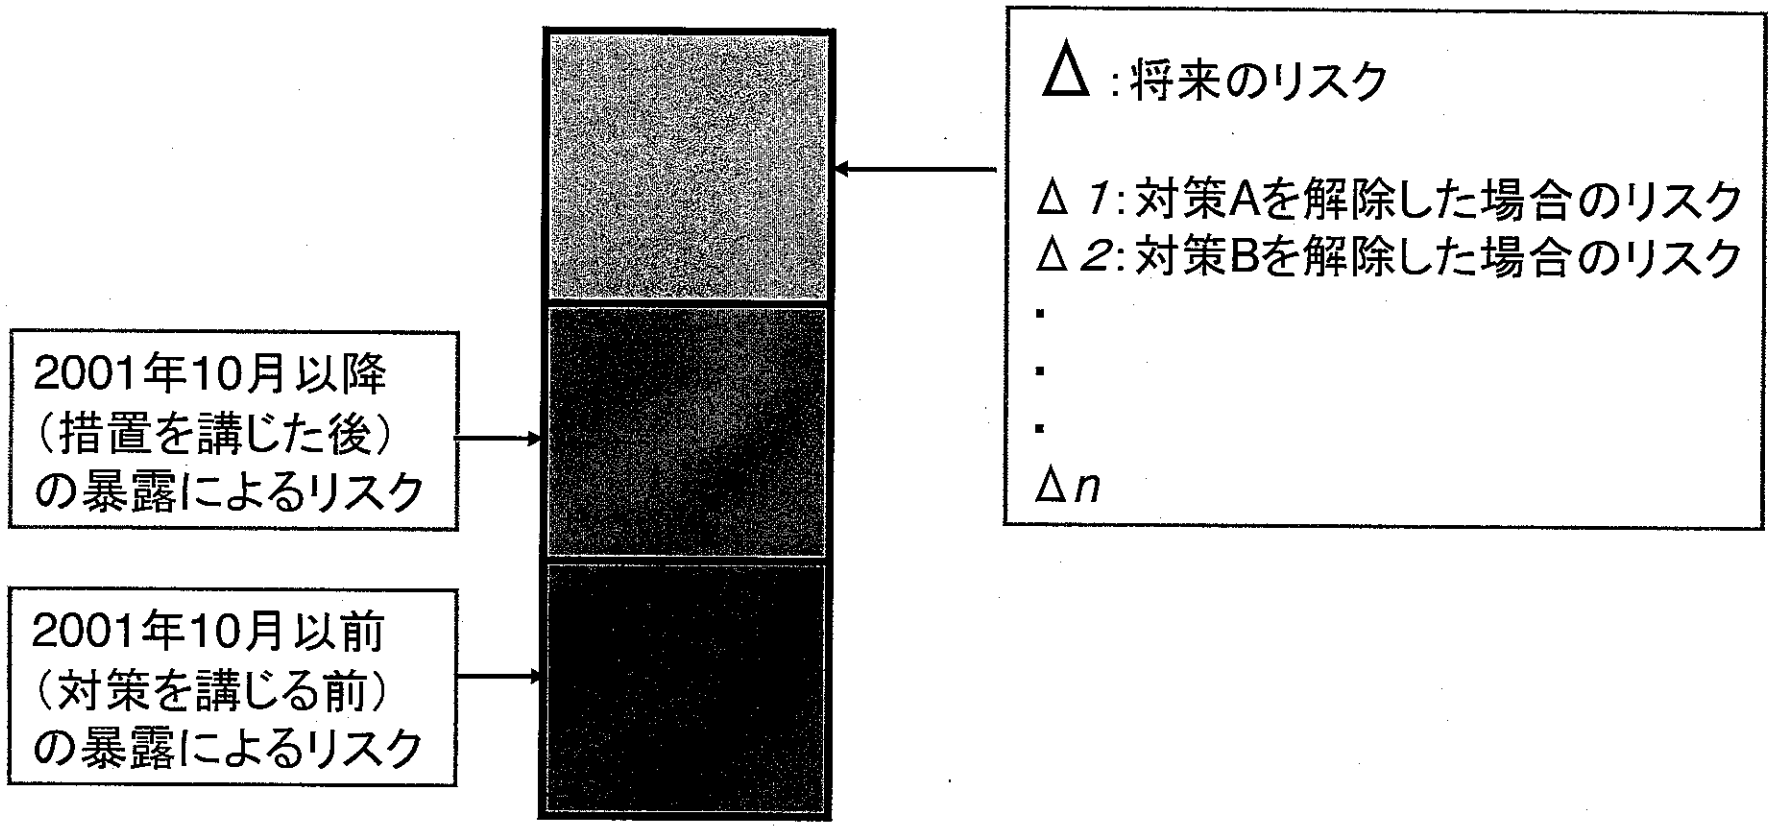 △：将来のリスク
△1：対策Aを解除した場合のリスク
△2：対策Bを解除した場合のリスク
・
・
・
△n
2001年10月以降
（措置を講じた後）
の暴露によるリスク
2001年10月以前
（対策を講じる前）
の暴露によるリスク